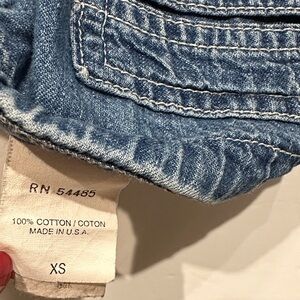 RN 54485
100% COTTON / COTON
MADE IN U.S.A.
XS